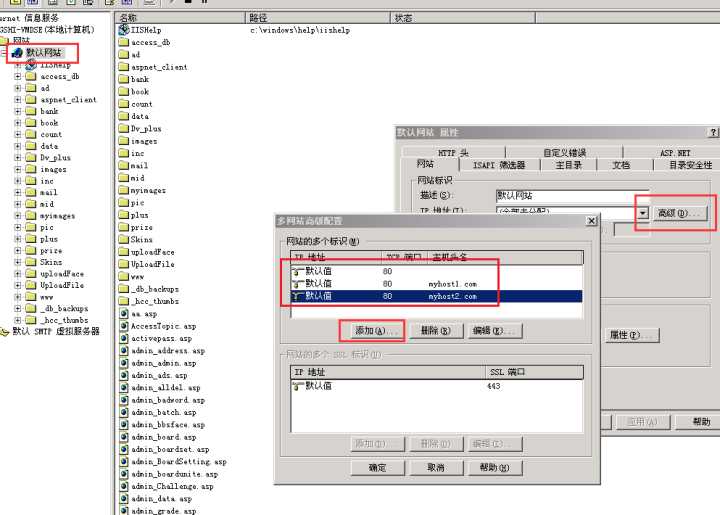 ernet 信息服务
GSMI-VMDSE(本地计算机)
网站
默认网站
IISHelp
access_db
ad
aspnet_client
bank
book
count
data
Dv_plus
images
inc
mail
mid
myimages
pic
plus
prize
Skins
uploadFace
UploadFile
www
_db_backups
_hcc_thumbs
默认 SMTP 虚拟服务器
名称 路径 状态
IISHelp c:\windows\help\iishelp
access_db
ad
aspnet_client
bank
book
count
data
Dv_plus
images
inc
mail
mid
myimages
pic
plus
prize
Skins
uploadFace
UploadFile
www
_db_backups
_hcc_thumbs
aa.asp
AccessTopic.asp
activepass.asp
admin_address.asp
admin_admin.asp
admin_ads.asp
admin_alldel.asp
admin_badword.asp
admin_batch.asp
admin_bbsface.asp
admin_board.asp
admin_boardset.asp
admin_BoardSetting.asp
admin_boardunite.asp
admin_Challenge.asp
admin_data.asp
admin_grade.asp
默认网站 属性
HTTP 头 自定义错误 ASP.NET
网站 ISAPI 筛选器 主目录 文档 目录安全性
网站标识
描述(S): 默认网站
IP 地址(I): (全部未分配) 高级(D)...
属性(P)...
应用(A) 帮助
多网站高级配置
网站的多个标识(M)
IP 地址 TCP 端口 主机头名
默认值 80
默认值 80 myhost1.com
默认值 80 myhost2.com
添加(A)... 删除(R) 编辑(E)...
网站的多个 SSL 标识(U)
IP 地址 SSL 端口
默认值 443
添加(D)... 删除(O) 编辑(I)...
确定 取消 帮助(H)